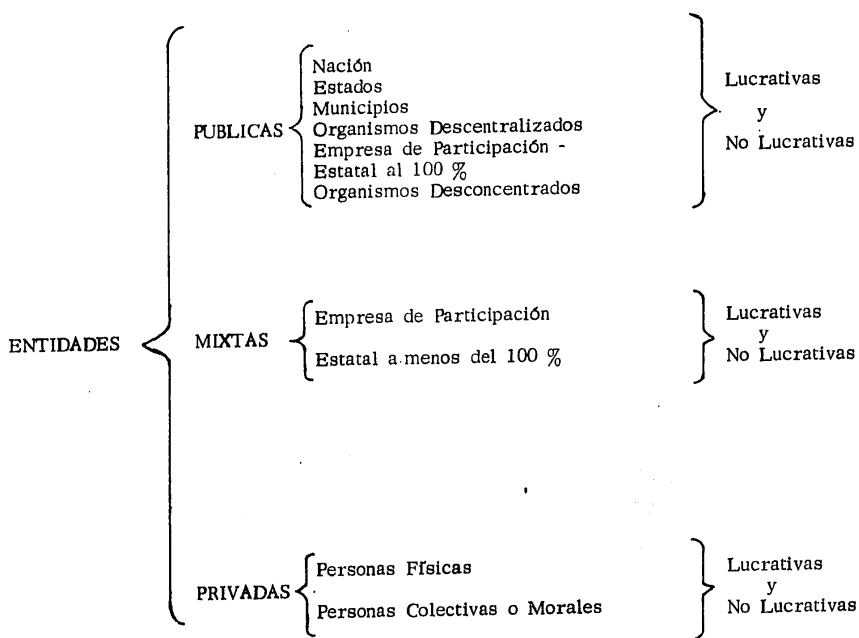 ENTIDADES
PUBLICAS
Nación
Estados
Municipios
Organismos Descentralizados
Empresa de Participación -
Estatal al 100 %
Organismos Desconcentrados
Lucrativas
y
No Lucrativas
MIXTAS
Empresa de Participación
Estatal a menos del 100 %
Lucrativas
y
No Lucrativas
PRIVADAS
Personas Físicas
Personas Colectivas o Morales
Lucrativas
y
No Lucrativas